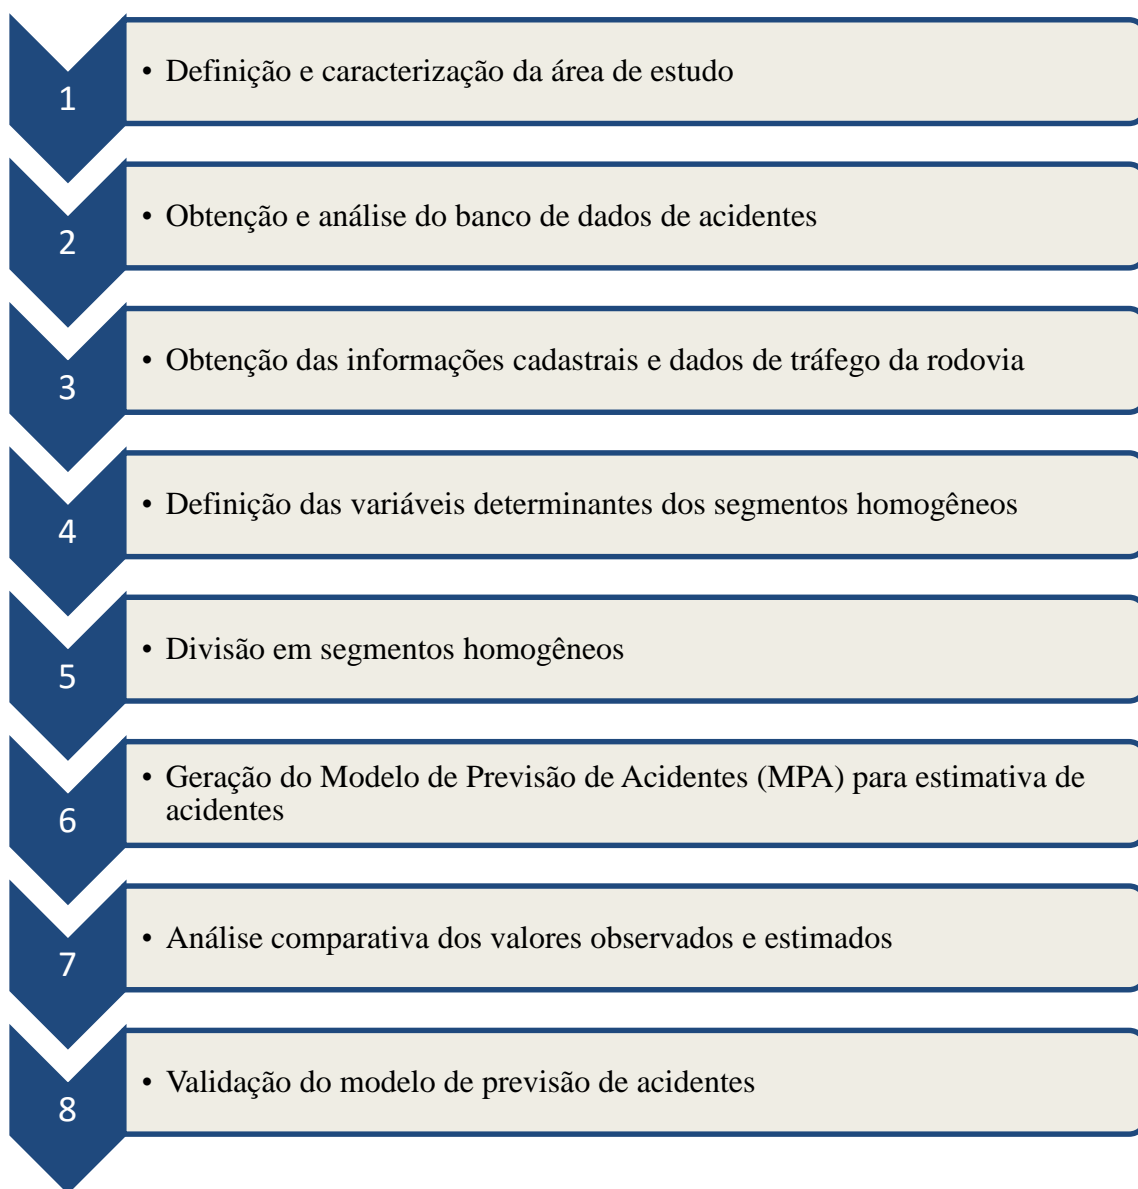 1
• Definição e caracterização da área de estudo
2
• Obtenção e análise do banco de dados de acidentes
3
• Obtenção das informações cadastrais e dados de tráfego da rodovia
4
• Definição das variáveis determinantes dos segmentos homogêneos
5
• Divisão em segmentos homogêneos
6
• Geração do Modelo de Previsão de Acidentes (MPA) para estimativa de
acidentes
7
• Análise comparativa dos valores observados e estimados
8
• Validação do modelo de previsão de acidentes